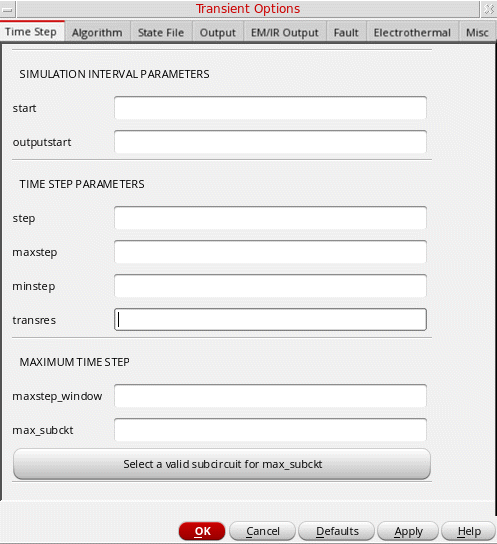 Transient Options
Time Step Algorithm State File Output EM/IR Output Fault Electrothermal Misc
SIMULATION INTERVAL PARAMETERS
start
outputstart
TIME STEP PARAMETERS
step
maxstep
minstep
transres
MAXIMUM TIME STEP
maxstep_window
max_subckt
Select a valid subcircuit for max_subckt
OK Cancel Defaults Apply Help